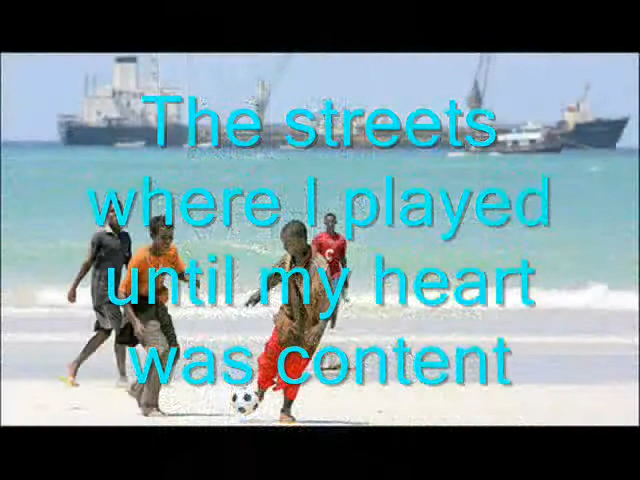 The streets
where I played
until my heart
was content